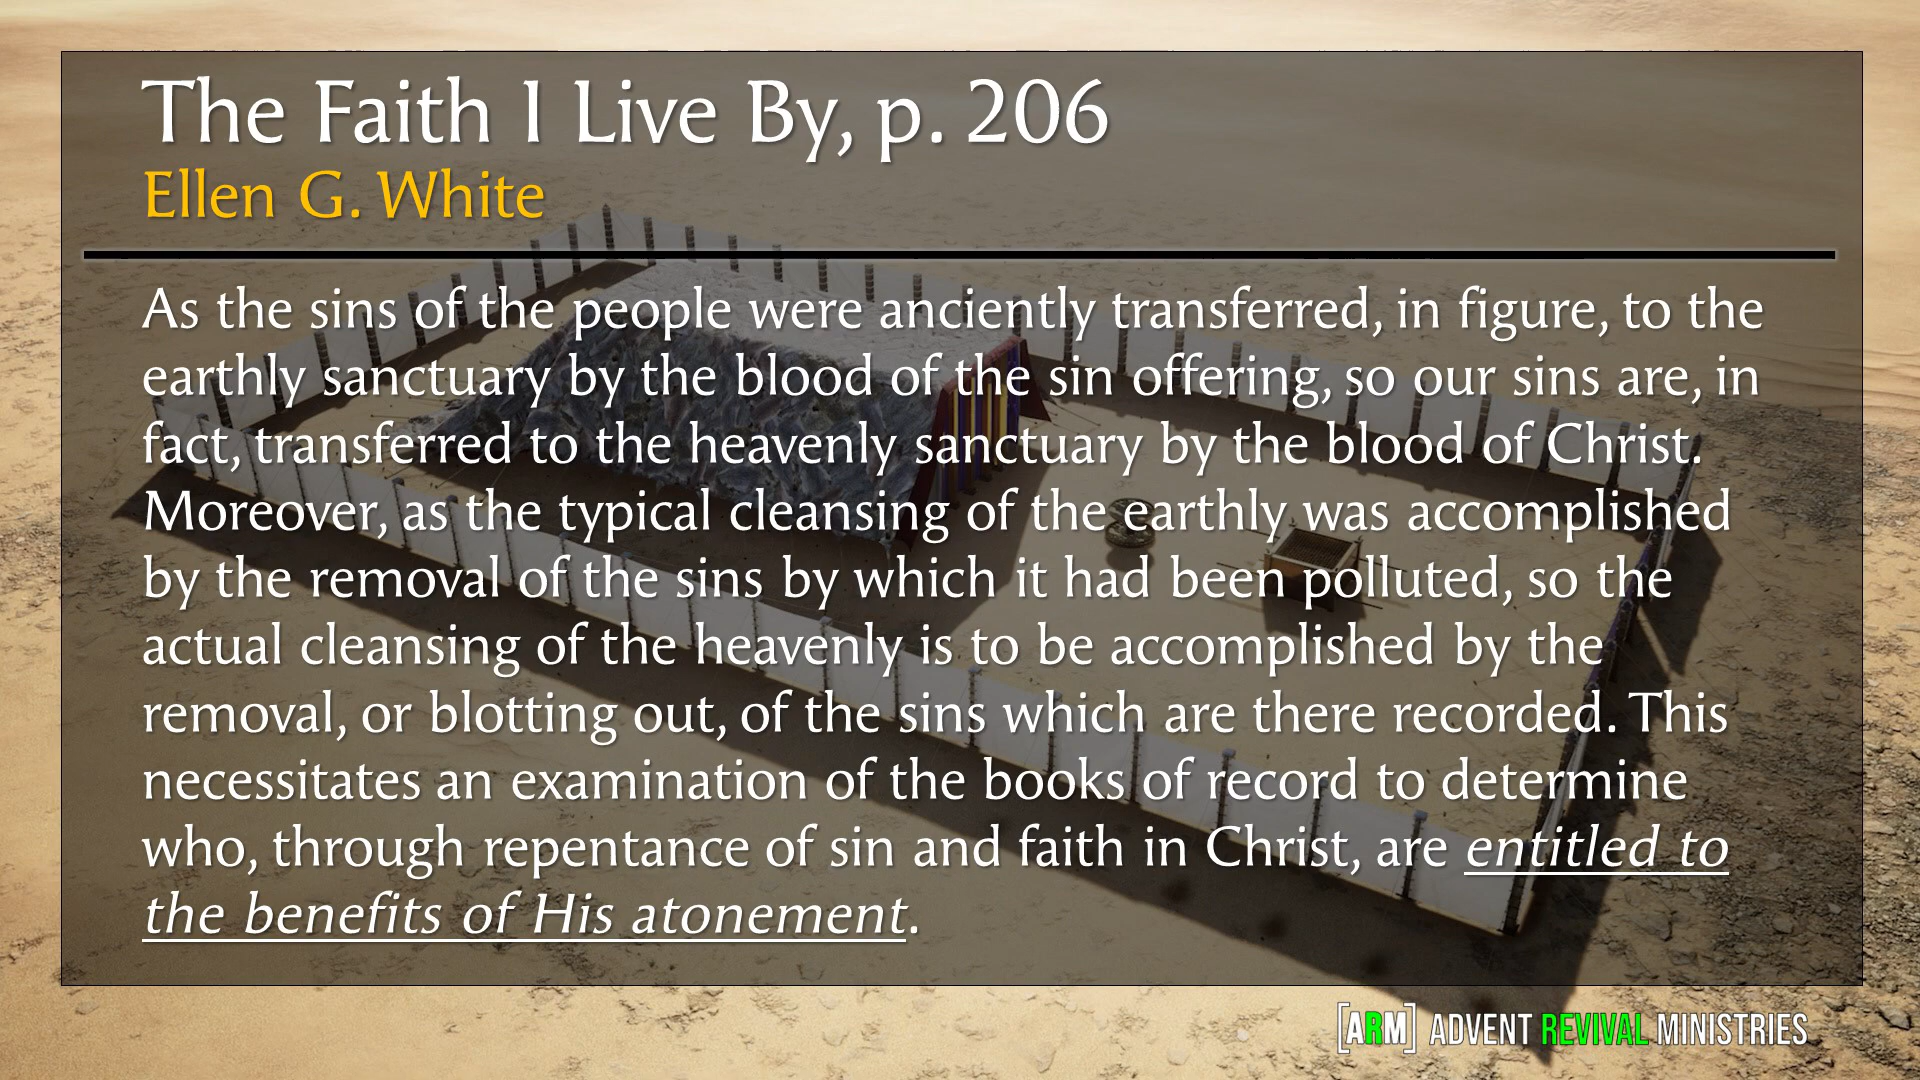 The Faith I Live By, p. 206
Ellen G. White
As the sins of the people were anciently transferred, in figure, to the
earthly sanctuary by the blood of the sin offering, so our sins are, in
fact, transferred to the heavenly sanctuary by the blood of Christ.
Moreover, as the typical cleansing of the earthly was accomplished
by the removal of the sins by which it had been polluted, so the
actual cleansing of the heavenly is to be accomplished by the
removal, or blotting out, of the sins which are there recorded. This
necessitates an examination of the books of record to determine
who, through repentance of sin and faith in Christ, are entitled to
the benefits of His atonement.
[ARM] ADVENT REVIVAL MINISTRIES